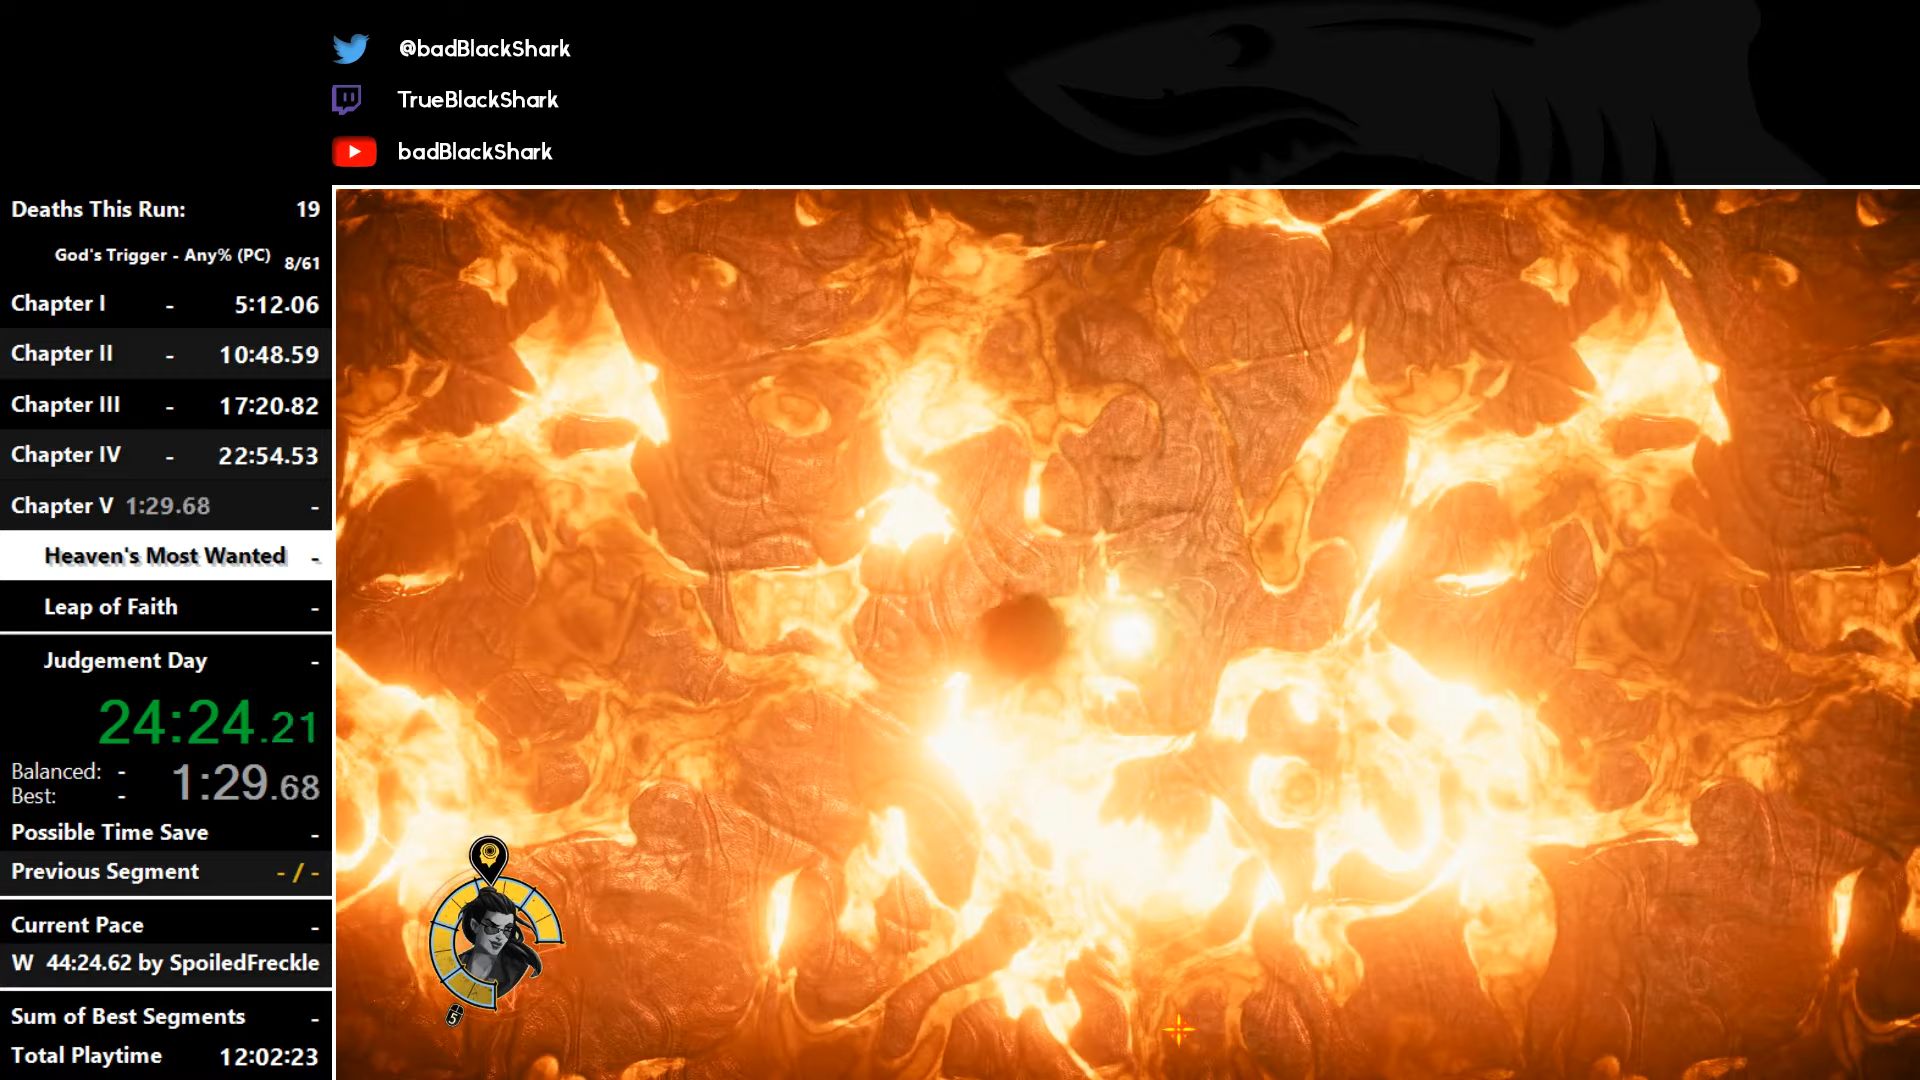 @badBlackShark
TrueBlackShark
badBlackShark
Deaths This Run: 19
God's Trigger - Any% (PC) 8/61
Chapter I - 5:12.06
Chapter II - 10:48.59
Chapter III - 17:20.82
Chapter IV - 22:54.53
Chapter V 1:29.68 -
Heaven's Most Wanted -
Leap of Faith -
Judgement Day -
24:24.21
Balanced: - 1:29.68
Best: -
Possible Time Save -
Previous Segment - / -
Current Pace -
W 44:24.62 by SpoiledFreckle
Sum of Best Segments -
Total Playtime 12:02:23
5